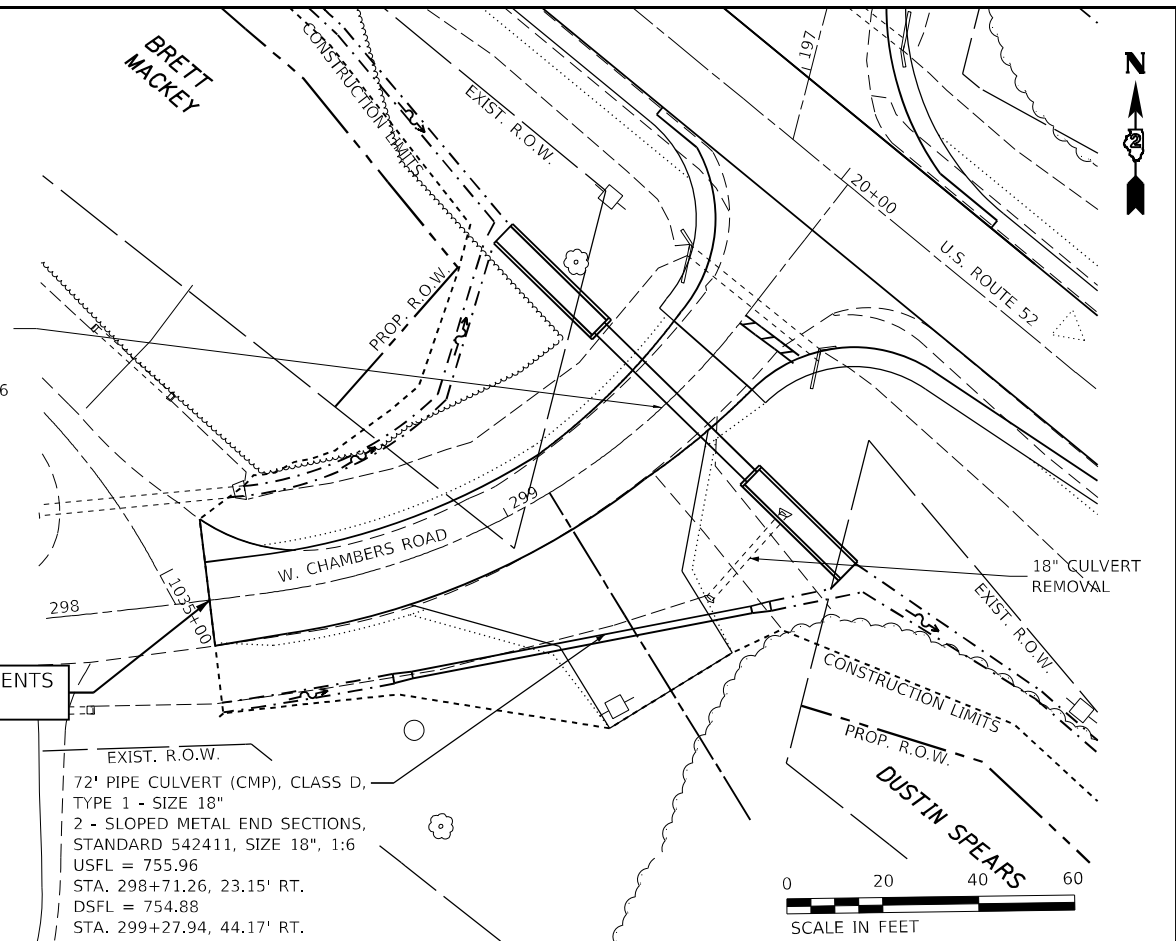 BRETT
MACKEY
CONSTRUCTION LIMITS
EXIST. R.O.W.
197
N
2
20+00
U.S. ROUTE 52
PROP. R.O.W.
6
299
W. CHAMBERS ROAD
298
1035+00
18" CULVERT
REMOVAL
EXIST. R.O.W.
ENTS
CONSTRUCTION LIMITS
PROP. R.O.W.
DUSTIN SPEARS
EXIST. R.O.W.
72' PIPE CULVERT (CMP), CLASS D,
TYPE 1 - SIZE 18"
2 - SLOPED METAL END SECTIONS,
STANDARD 542411, SIZE 18", 1:6
USFL = 755.96
STA. 298+71.26, 23.15' RT.
DSFL = 754.88
STA. 299+27.94, 44.17' RT.
0 20 40 60
SCALE IN FEET